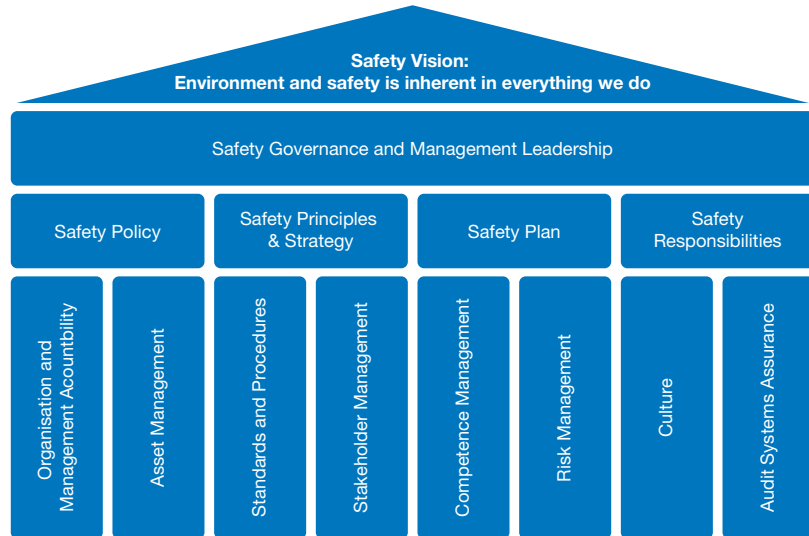 Safety Vision:
Environment and safety is inherent in everything we do
Safety Governance and Management Leadership
Safety Policy
Safety Principles
& Strategy
Safety Plan
Safety
Responsibilities
Organisation and
Management Acountbility
Asset Management
Standards and Procedures
Stakeholder Management
Competence Management
Risk Management
Culture
Audit Systems Assurance